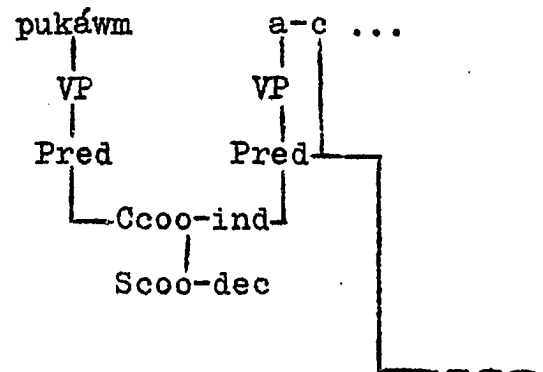 pukáwm a-c ...
VP VP
Pred Pred
Ccoo-ind
Scoo-dec